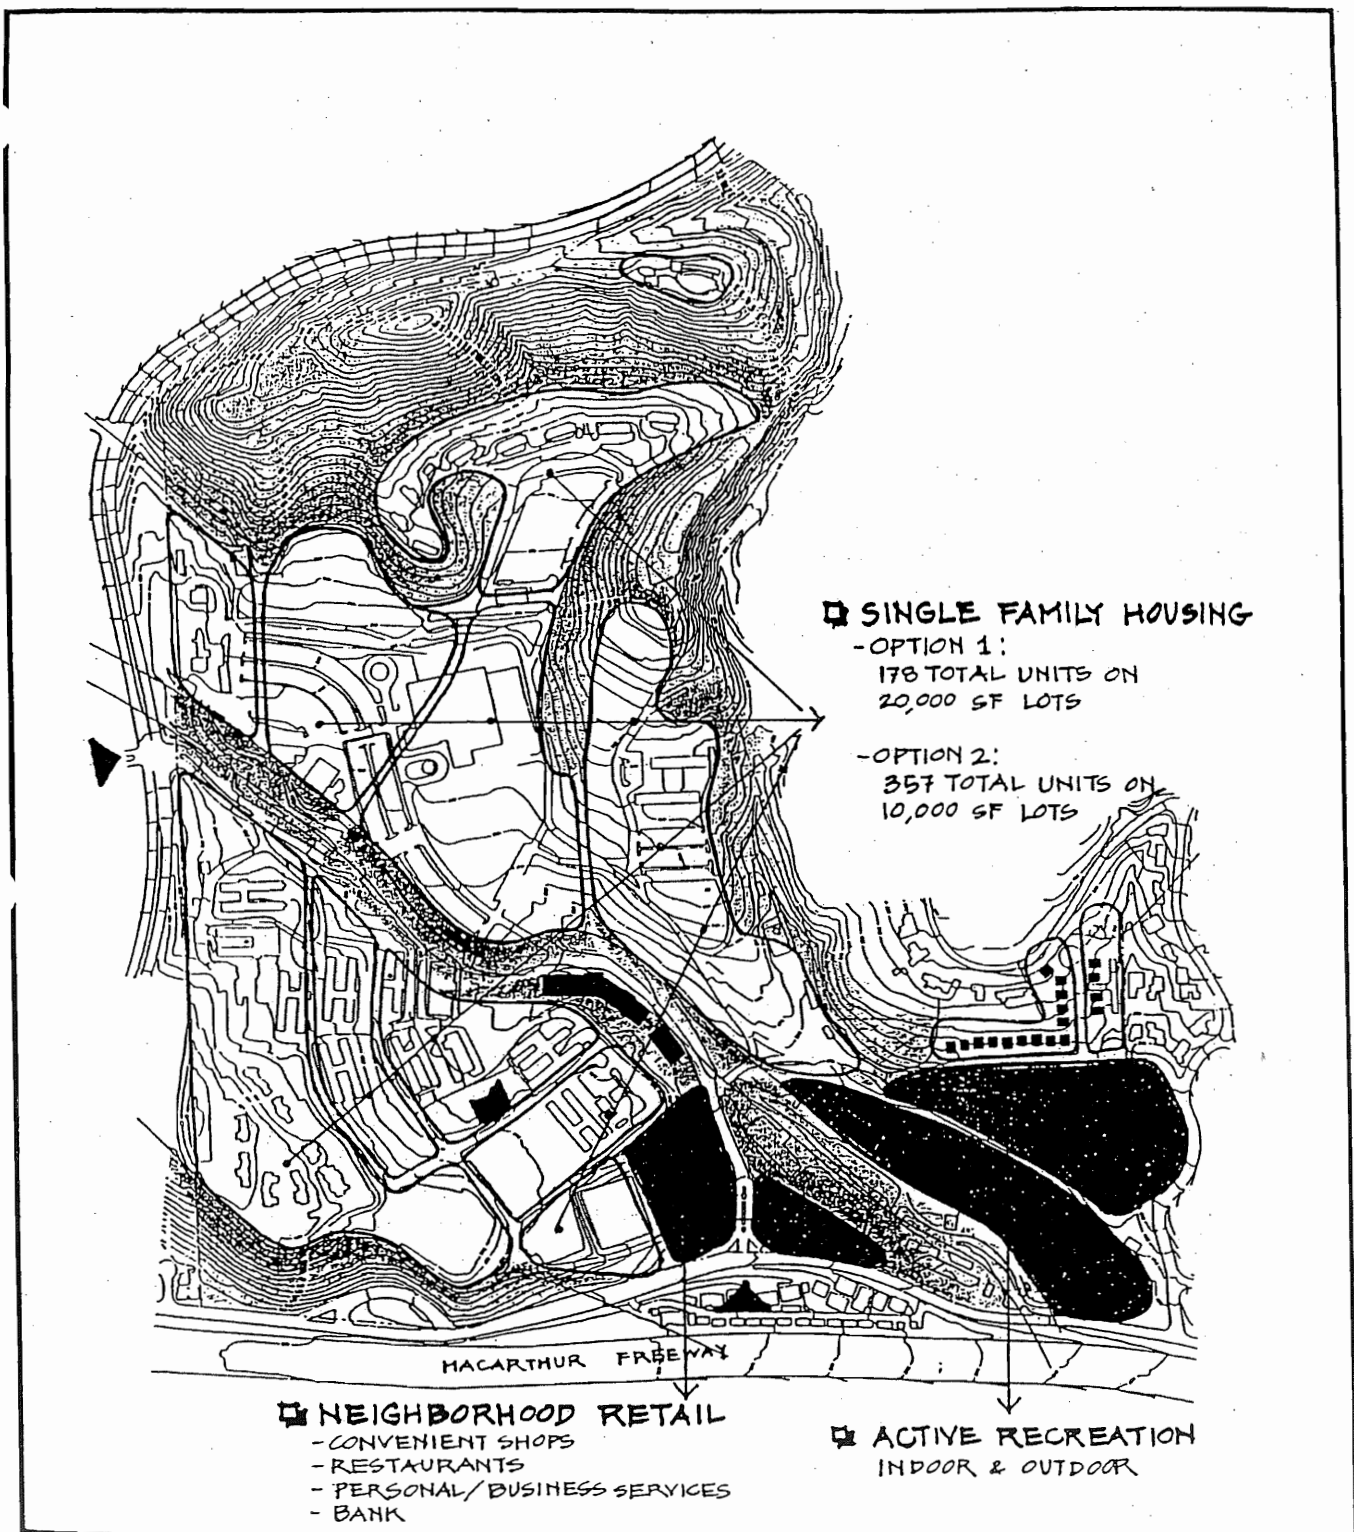 SINGLE FAMILY HOUSING
-OPTION 1:
178 TOTAL UNITS ON
20,000 SF LOTS
-OPTION 2:
357 TOTAL UNITS ON
10,000 SF LOTS
MACARTHUR FREEWAY
NEIGHBORHOOD RETAIL
- CONVENIENT SHOPS
- RESTAURANTS
- PERSONAL/BUSINESS SERVICES
- BANK
ACTIVE RECREATION
INDOOR & OUTDOOR